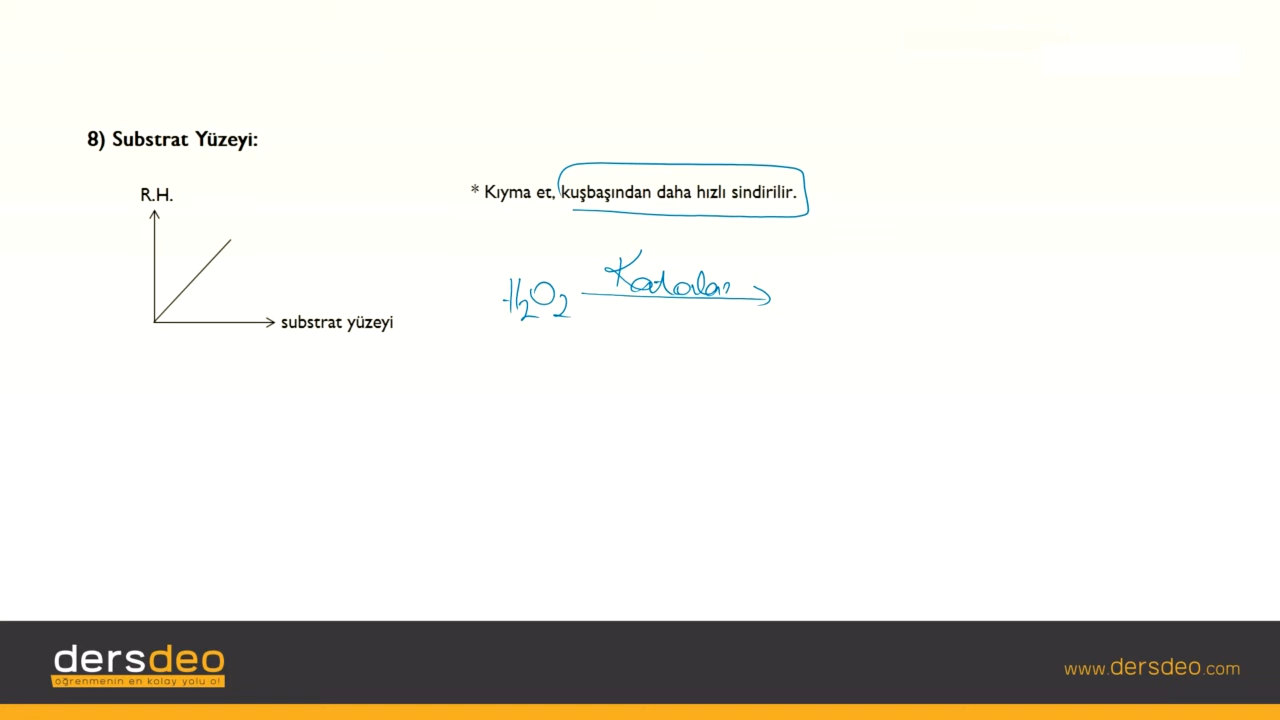 8) Substrat Yüzeyi:
R.H.
substrat yüzeyi
* Kıyma et, kuşbaşından daha hızlı sindirilir.
Katalaz
H₂O₂
dersdeo
öğrenmenin en kolay yolu o!
www.dersdeo.com